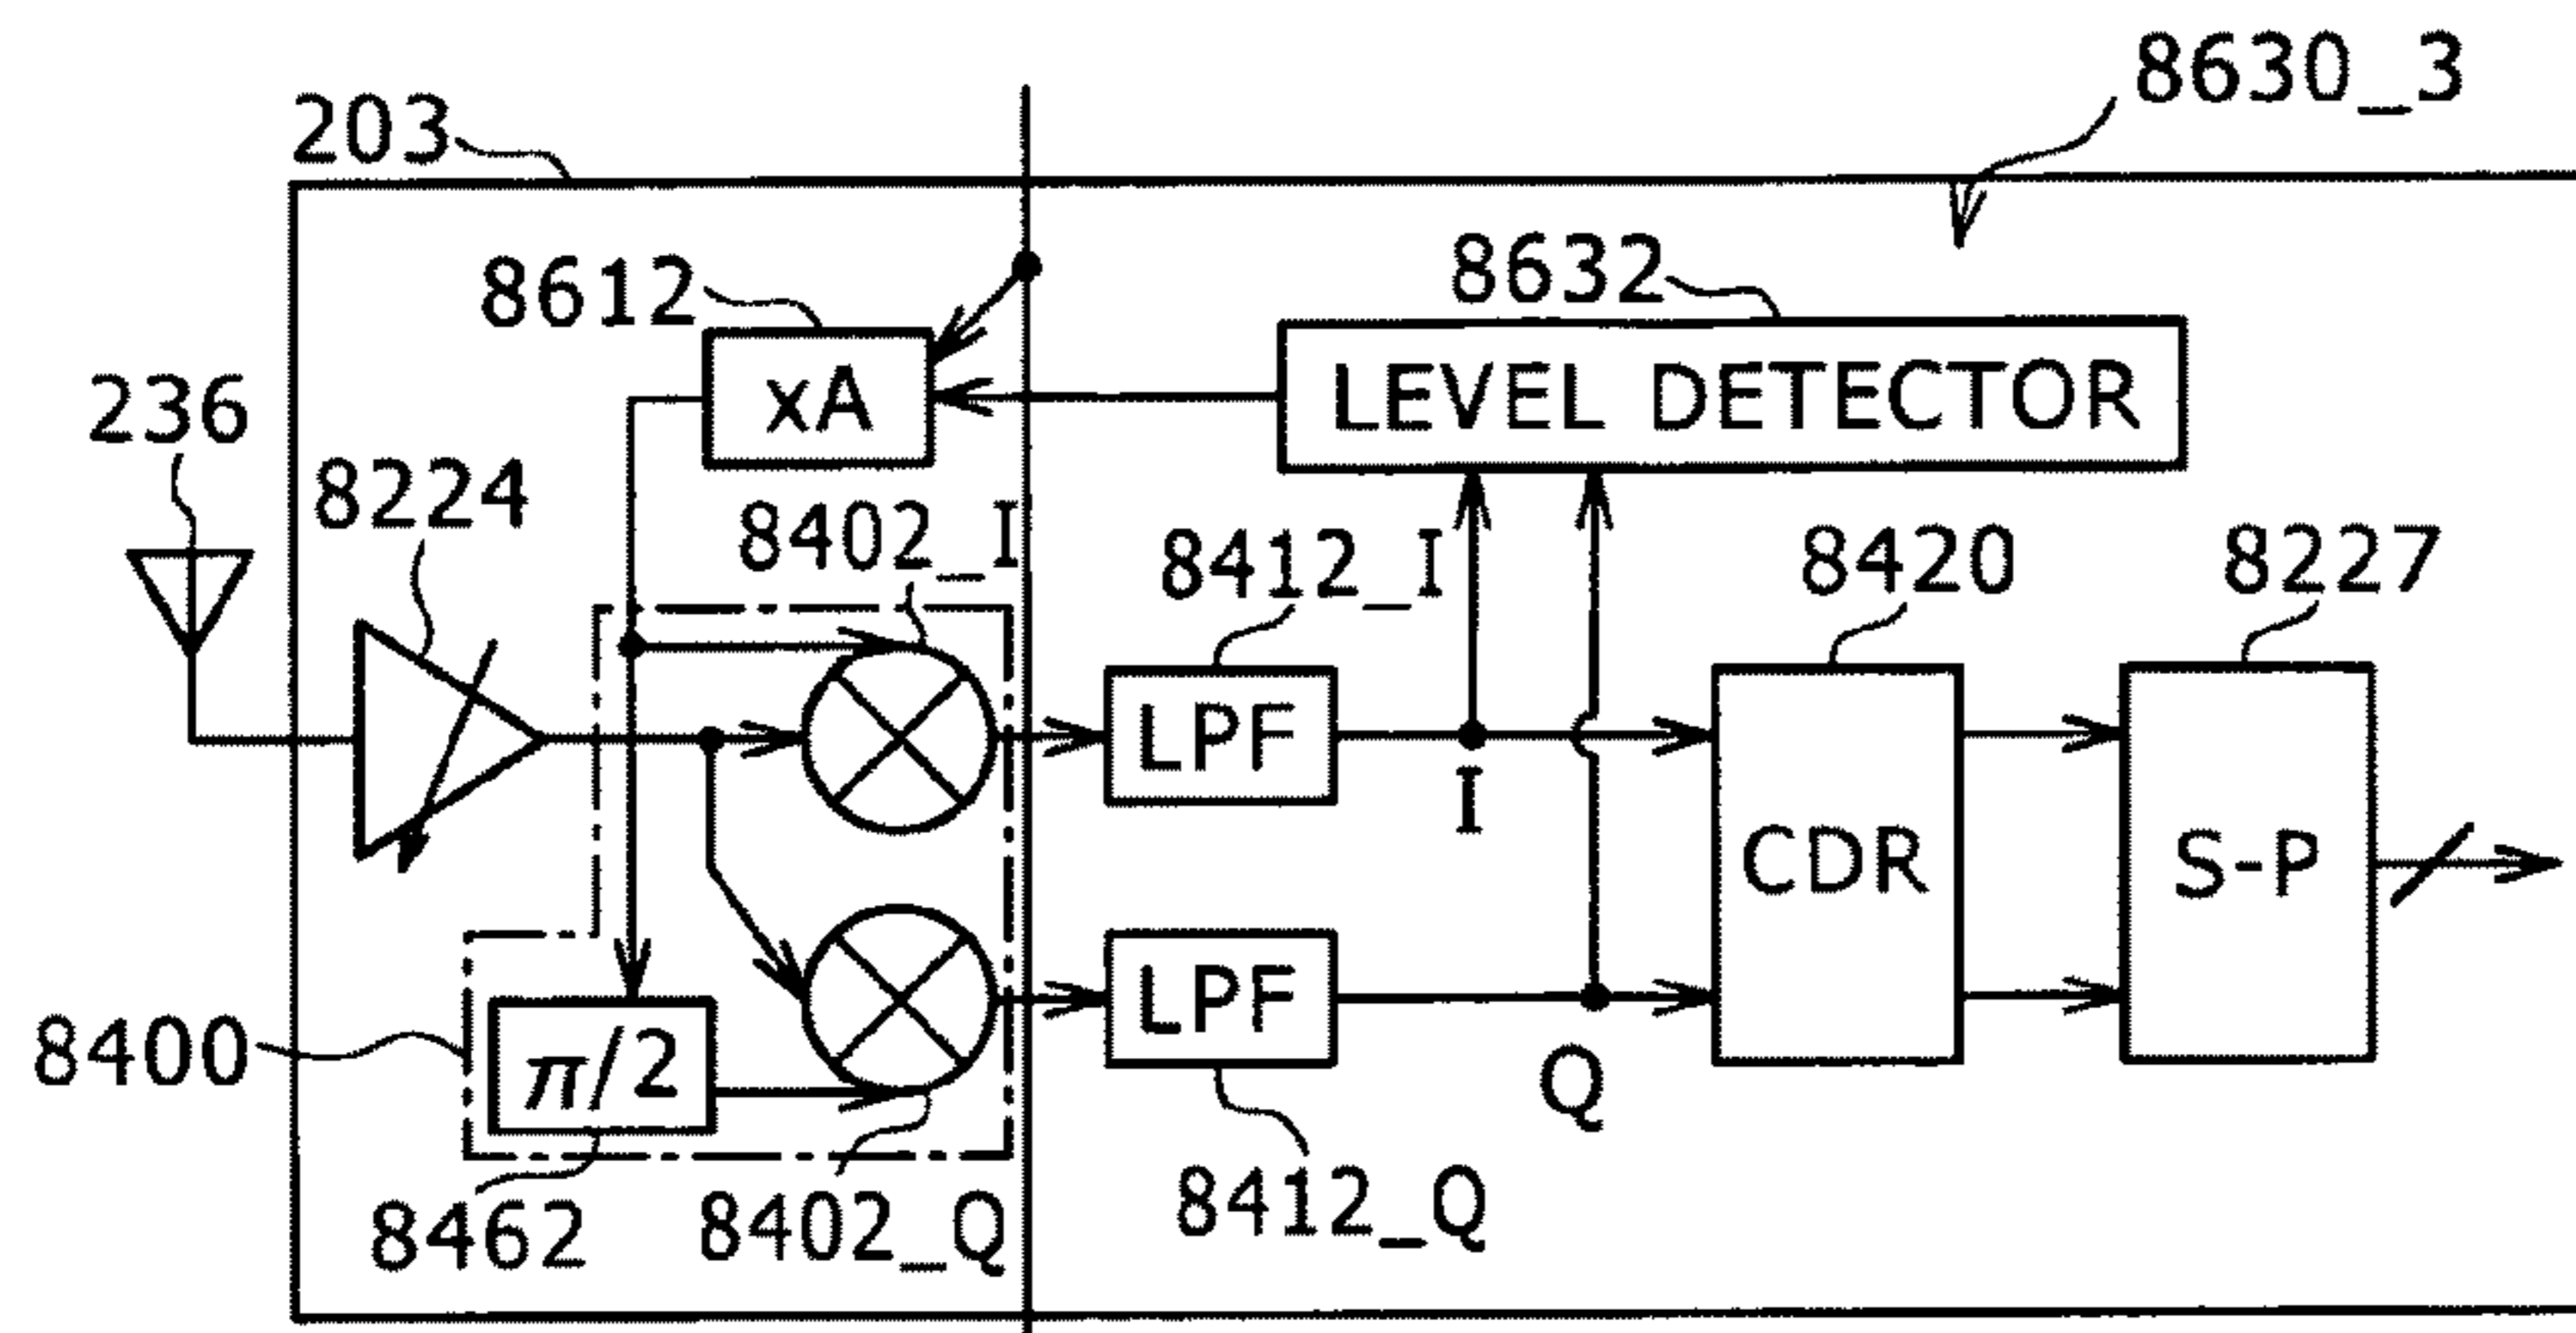 8630_3
203
8612
8632
xA
LEVEL DETECTOR
236
8224
8402_I
8412_I
8420
8227
LPF
I
CDR
S-P
LPF
Q
8400
π/2
8462
8402_Q
8412_Q